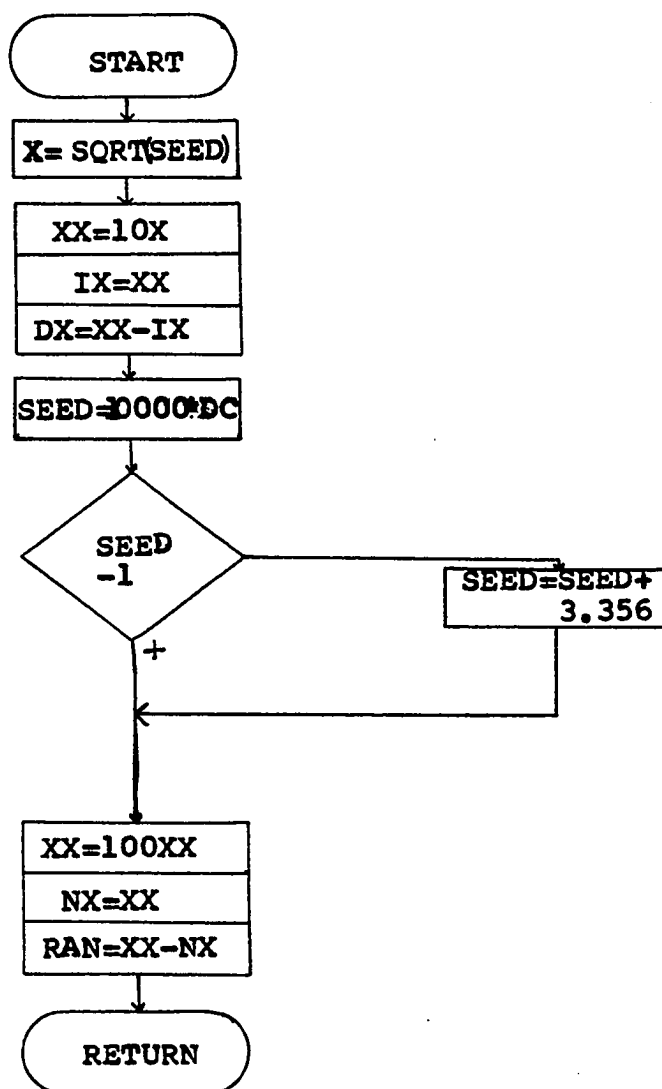 START
X= SQRT(SEED)
XX=10X
IX=XX
DX=XX-IX
SEED=10000*DC
SEED
-1
SEED=SEED+
3.356
+
XX=100XX
NX=XX
RAN=XX-NX
RETURN